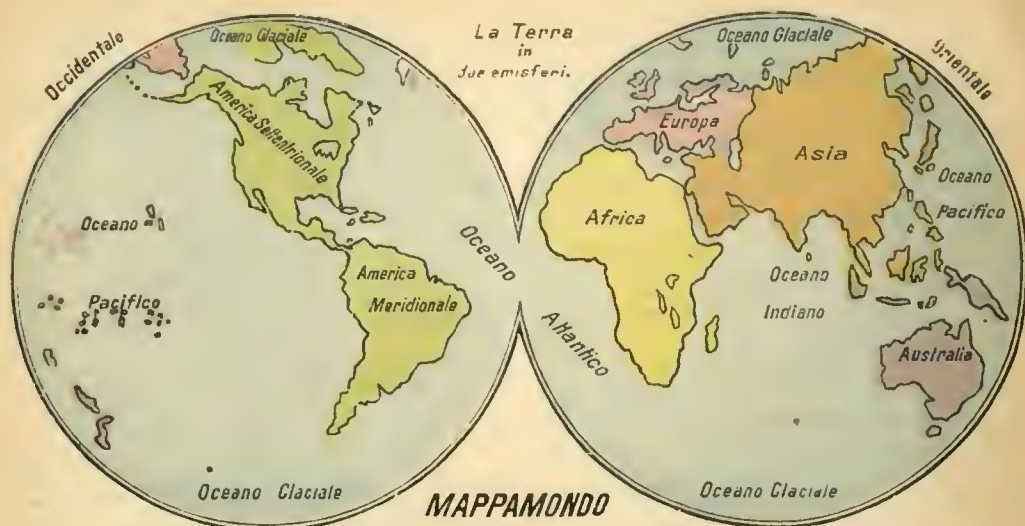 La Terra
in
due emisferi.
Occidentale
Oceano Glaciale
America Settentrionale
Oceano
Pacifico
America
Meridionale
Oceano Glaciale
Oceano
Atlantico
Orientale
Oceano Glaciale
Europa
Asia
Africa
Oceano
Pacifico
Oceano
Indiano
Australia
Oceano Glaciale
MAPPAMONDO